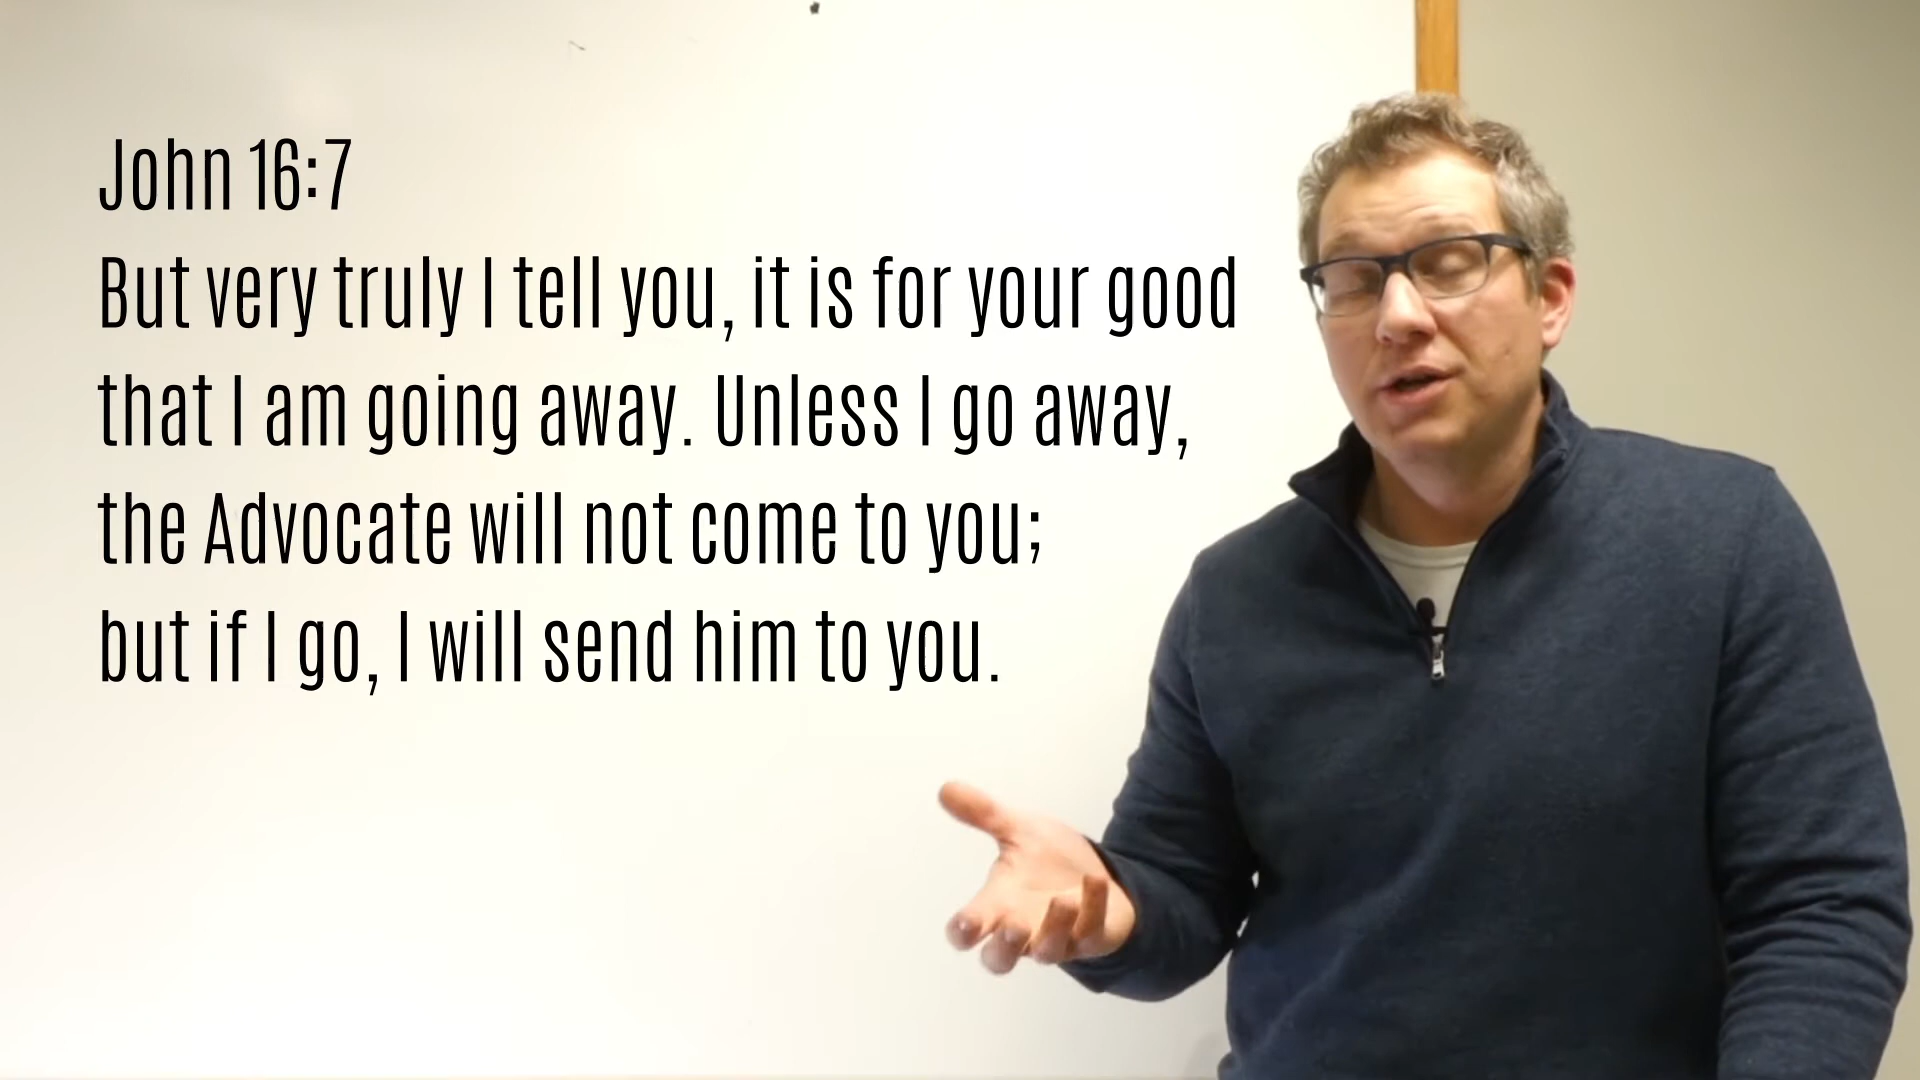 John 16:7
But very truly I tell you, it is for your good
that I am going away. Unless I go away,
the Advocate will not come to you;
but if I go, I will send him to you.